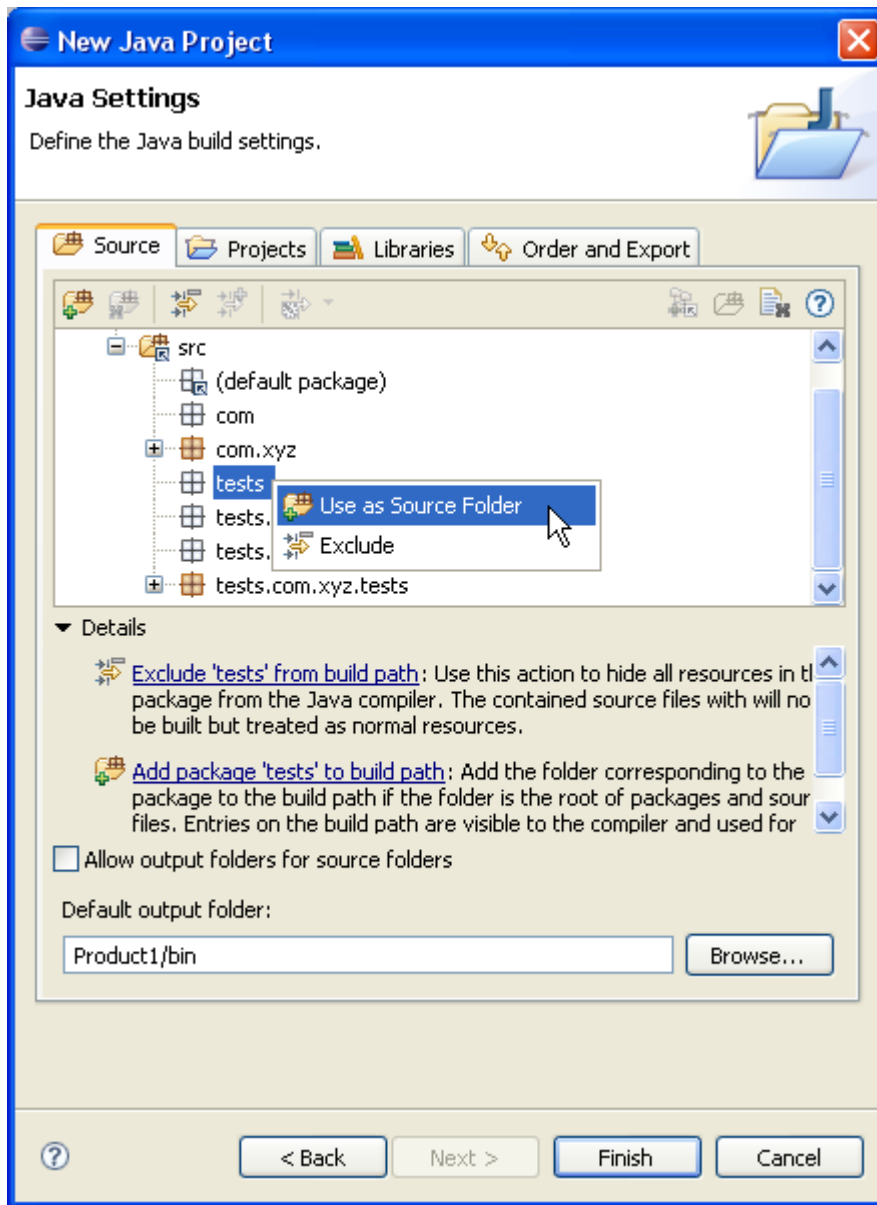 New Java Project
Java Settings
Define the Java build settings.
Source Projects Libraries Order and Export
src
(default package)
com
com.xyz
tests
Use as Source Folder
tests.
Exclude
tests.
tests.com.xyz.tests
Details
Exclude 'tests' from build path: Use this action to hide all resources in t
package from the Java compiler. The contained source files with will no
be built but treated as normal resources.
Add package 'tests' to build path: Add the folder corresponding to the
package to the build path if the folder is the root of packages and sour
files. Entries on the build path are visible to the compiler and used for
Allow output folders for source folders
Default output folder:
Product1/bin
Browse...
< Back Next > Finish Cancel